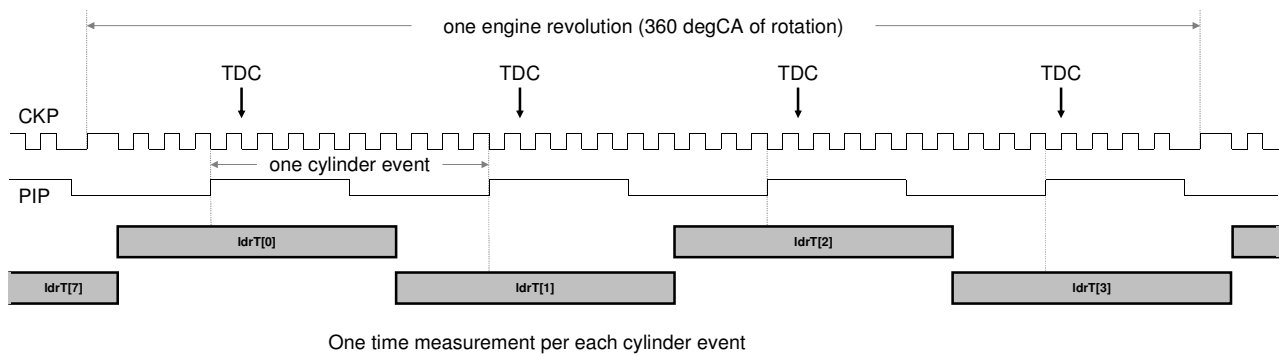 one engine revolution (360 degCA of rotation)
TDC TDC TDC TDC
CKP
one cylinder event
PIP
ldrT[0] ldrT[2]
ldrT[7] ldrT[1] ldrT[3]
One time measurement per each cylinder event